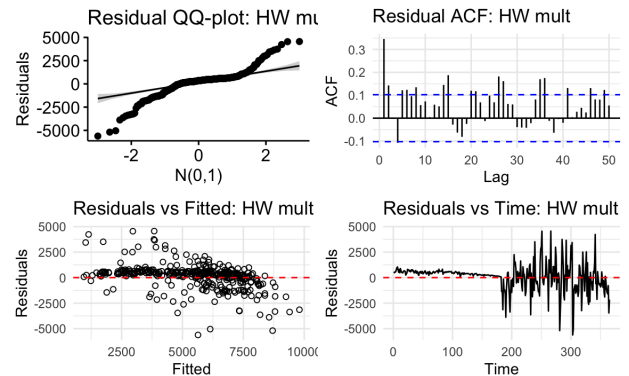 Residual QQ-plot: HW mu
5000
2500
0
-2500
-5000
Residuals
-2 0 2
N(0,1)
Residual ACF: HW mult
0.3
0.2
0.1
0.0
-0.1
ACF
0 10 20 30 40 50
Lag
Residuals vs Fitted: HW mult
5000
2500
0
-2500
-5000
Residuals
2500 5000 7500 10000
Fitted
Residuals vs Time: HW mult
5000
2500
0
-2500
-5000
Residuals
0 100 200 300
Time